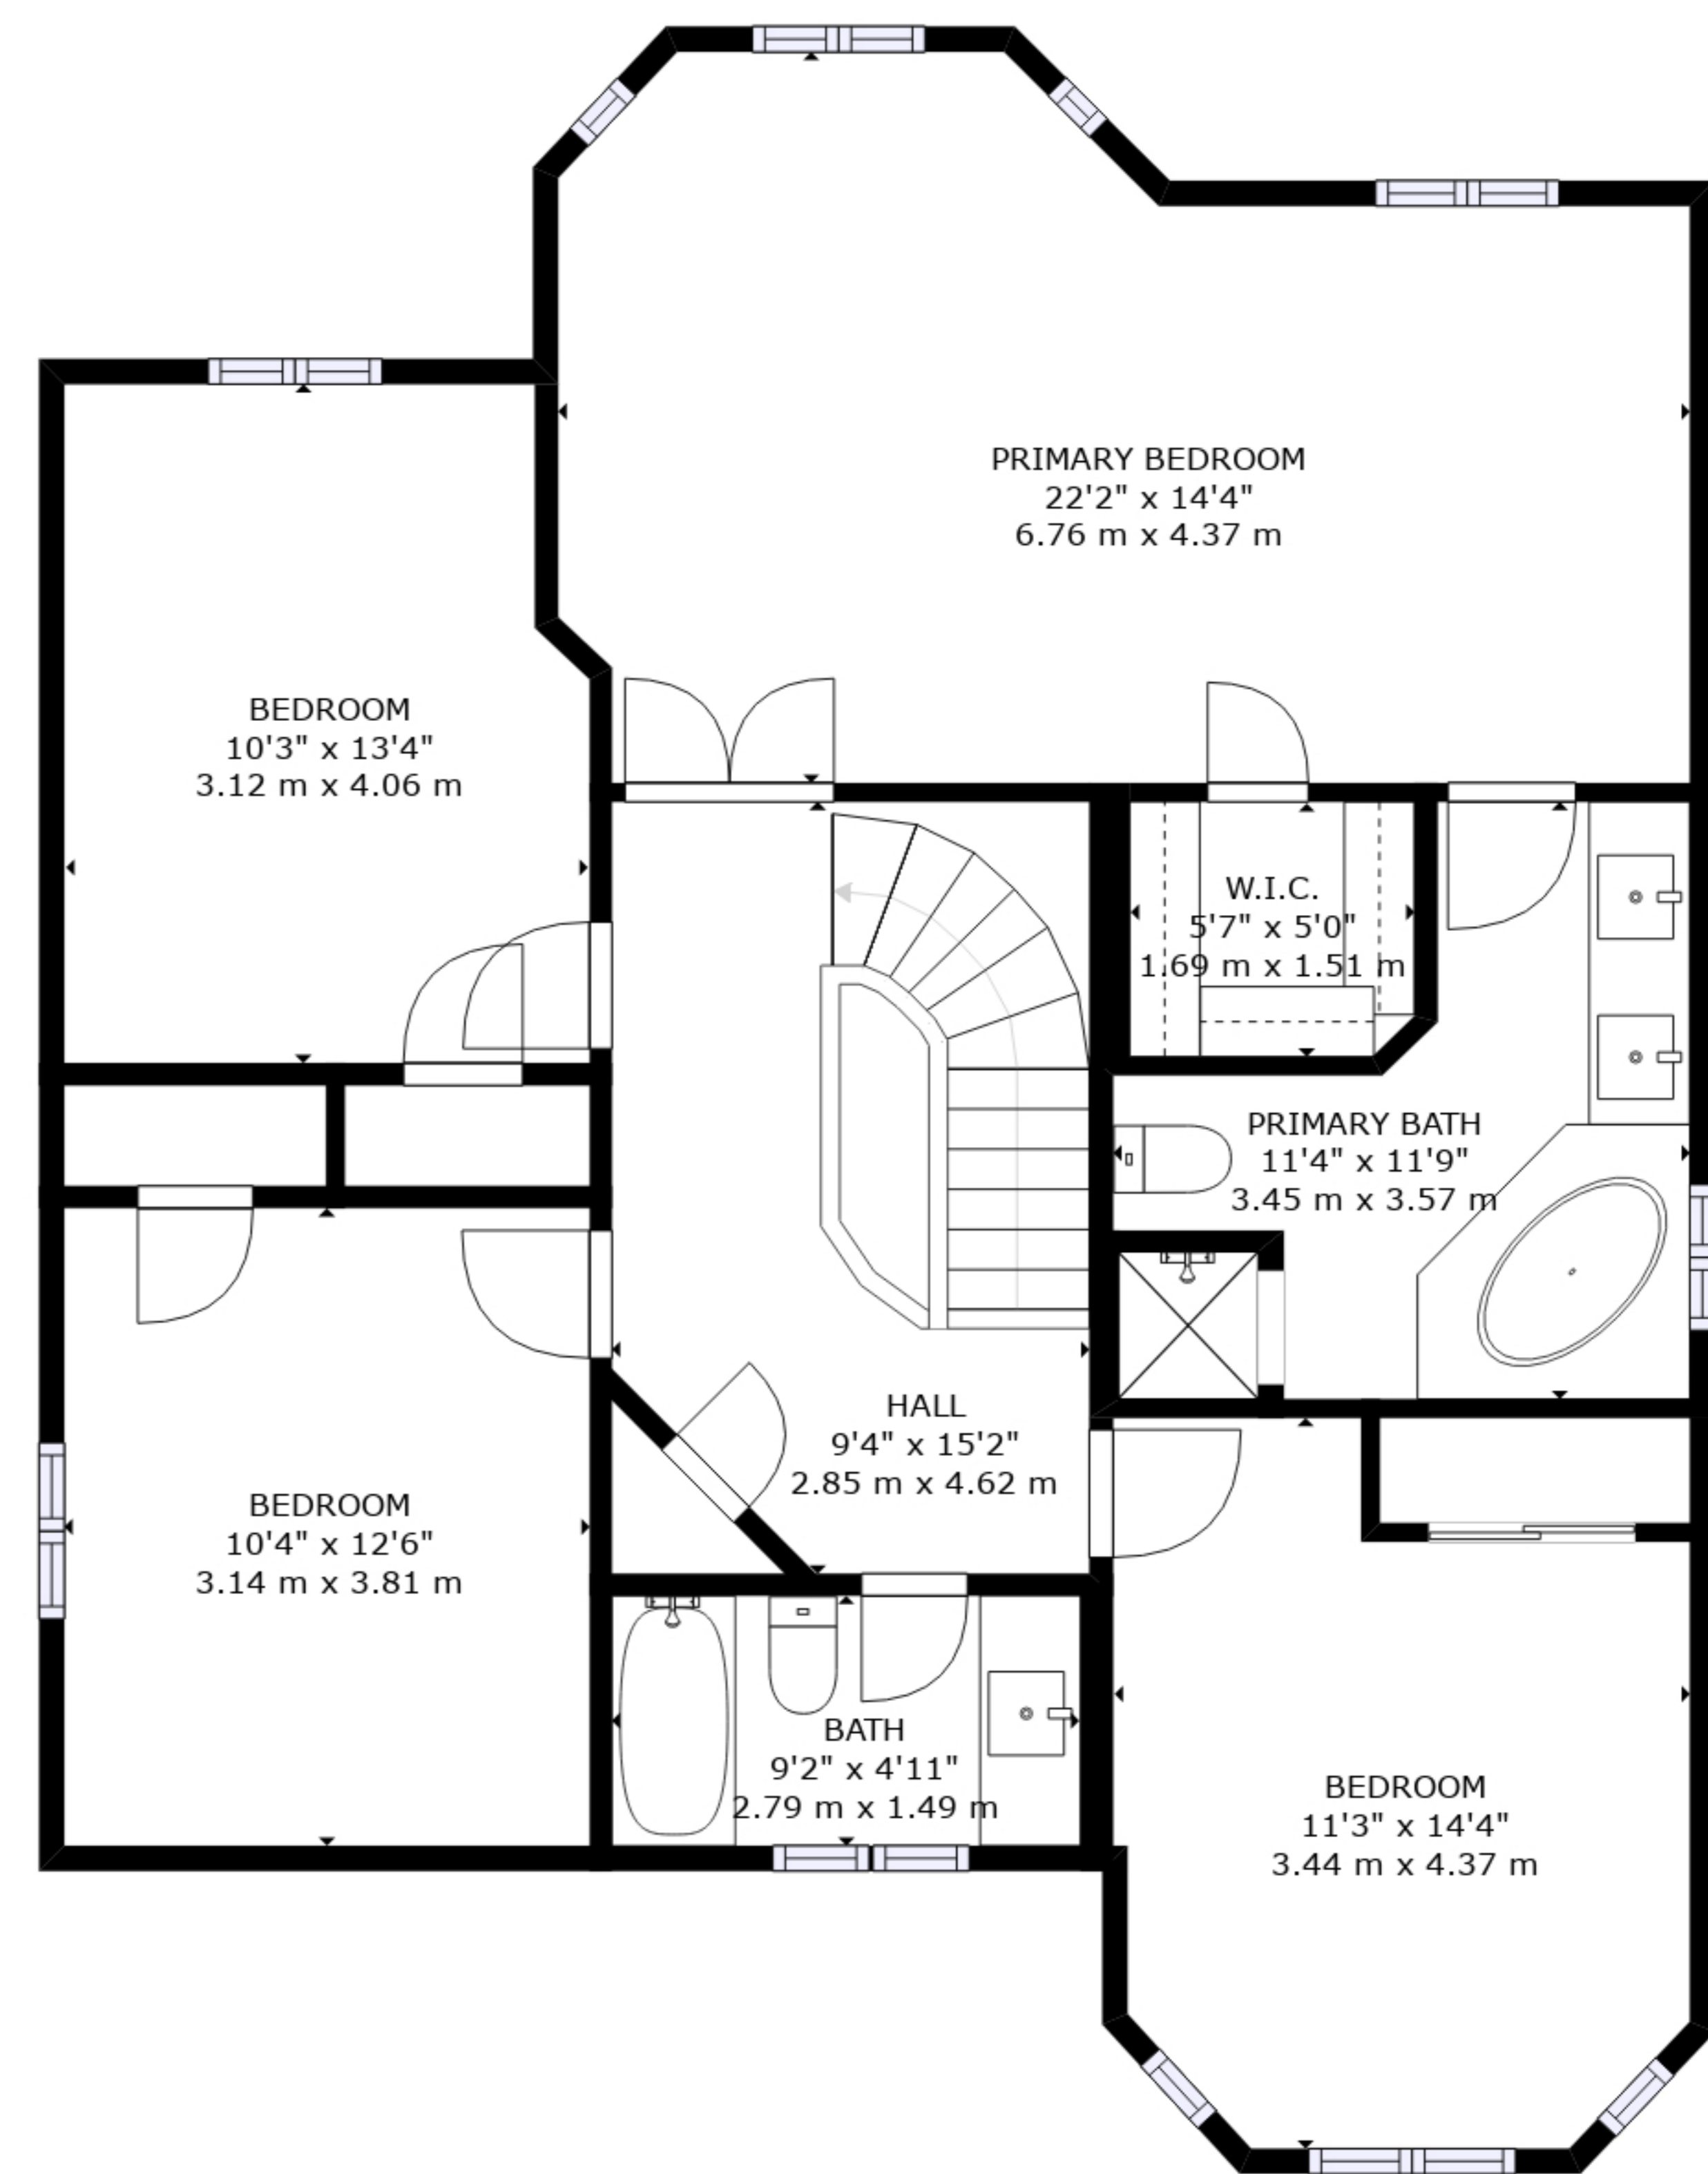 PRIMARY BEDROOM
22'2" x 14'4"
6.76 m x 4.37 m
BEDROOM
10'3" x 13'4"
3.12 m x 4.06 m
W.I.C.
5'7" x 5'0"
1.69 m x 1.51 m
PRIMARY BATH
11'4" x 11'9"
3.45 m x 3.57 m
HALL
9'4" x 15'2"
2.85 m x 4.62 m
BEDROOM
10'4" x 12'6"
3.14 m x 3.81 m
BATH
9'2" x 4'11"
2.79 m x 1.49 m
BEDROOM
11'3" x 14'4"
3.44 m x 4.37 m